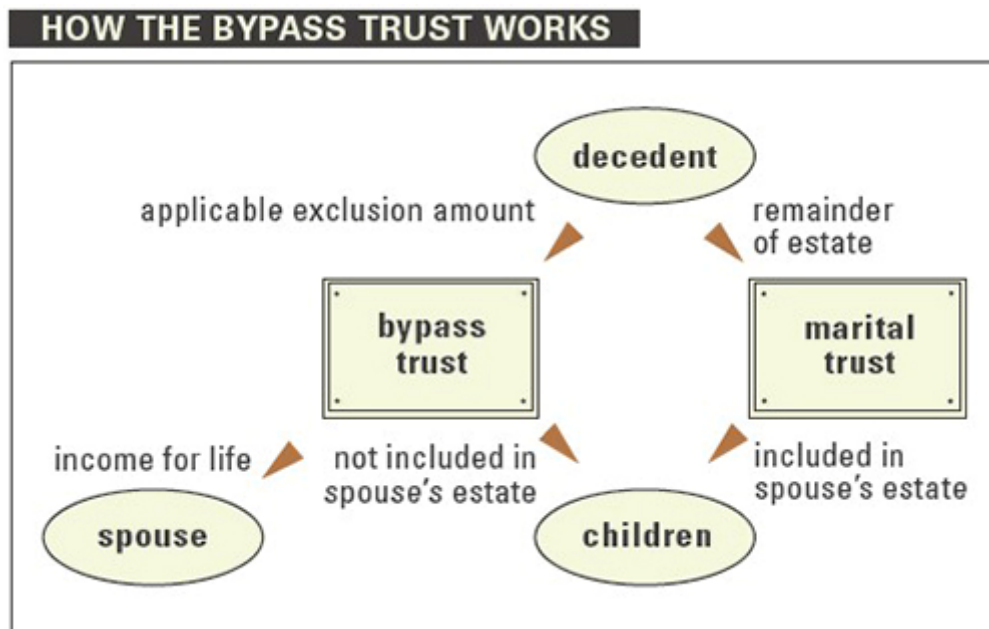 HOW THE BYPASS TRUST WORKS
decedent
applicable exclusion amount
remainder
of estate
bypass
trust
marital
trust
income for life
not included in
spouse's estate
included in
spouse's estate
spouse
children